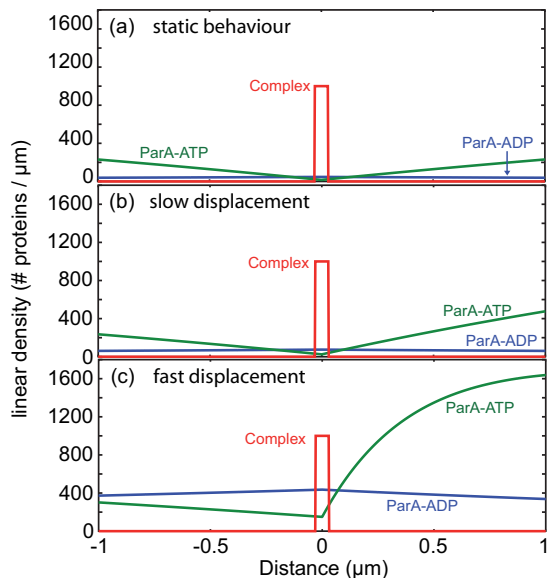 1600
(a) static behaviour
1200
Complex
800
400
ParA-ATP
ParA-ADP
0
1600
(b) slow displacement
1200
Complex
800
ParA-ATP
400
ParA-ADP
0
1600
(c) fast displacement
ParA-ATP
1200
Complex
800
400
ParA-ADP
0
-1 -0.5 0 0.5 1
Distance (μm)
linear density (# proteins / μm)